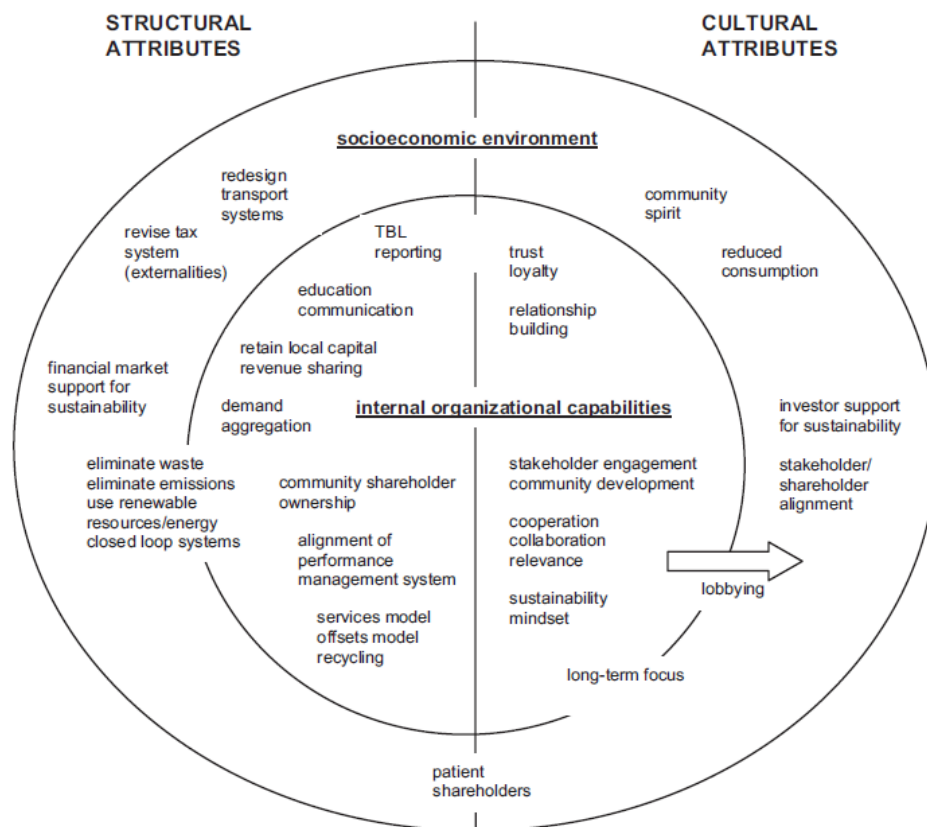 STRUCTURAL
ATTRIBUTES
CULTURAL
ATTRIBUTES
socioeconomic environment
redesign
transport
systems
revise tax
system
(externalities)
financial market
support for
sustainability
eliminate waste
eliminate emissions
use renewable
resources/energy
closed loop systems
TBL
reporting
education
communication
retain local capital
revenue sharing
demand
aggregation
internal organizational capabilities
community shareholder
ownership
alignment of
performance
management system
services model
offsets model
recycling
trust
loyalty
relationship
building
stakeholder engagement
community development
cooperation
collaboration
relevance
sustainability
mindset
long-term focus
lobbying
community
spirit
reduced
consumption
investor support
for sustainability
stakeholder/
shareholder
alignment
patient
shareholders